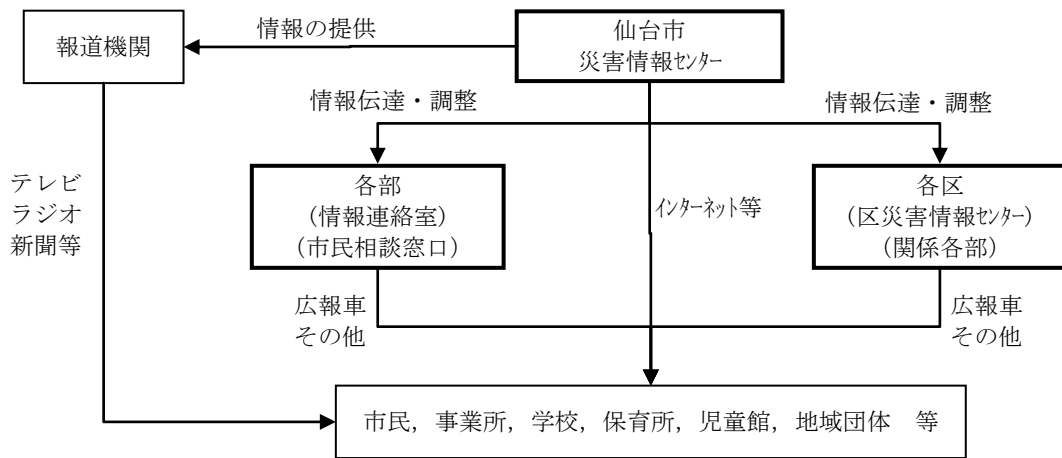 報道機関
情報の提供
仙台市
災害情報ｾﾝﾀｰ
情報伝達・調整
情報伝達・調整
テレビ
ラジオ
新聞等
各部
(情報連絡室)
(市民相談窓口)
ｲﾝﾀｰﾈｯﾄ等
各区
(区災害情報ｾﾝﾀｰ)
(関係各部)
広報車
その他
広報車
その他
市民，事業所，学校，保育所，児童館，地域団体　等